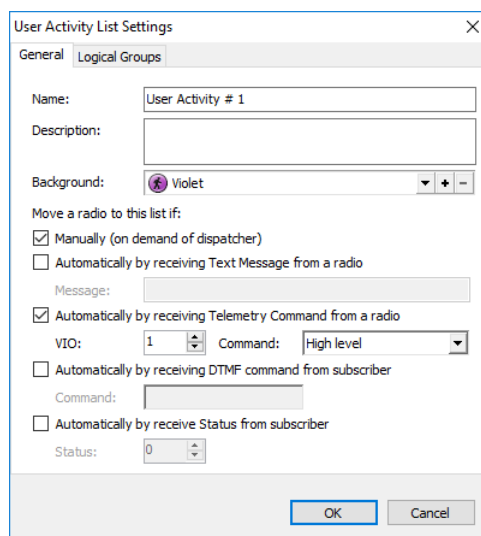 User Activity List Settings
General Logical Groups
Name: User Activity # 1
Description:
Background: Violet
Move a radio to this list if:
Manually (on demand of dispatcher)
Automatically by receiving Text Message from a radio
Message:
Automatically by receiving Telemetry Command from a radio
VIO: 1 Command: High level
Automatically by receiving DTMF command from subscriber
Command:
Automatically by receive Status from subscriber
Status: 0
OK Cancel